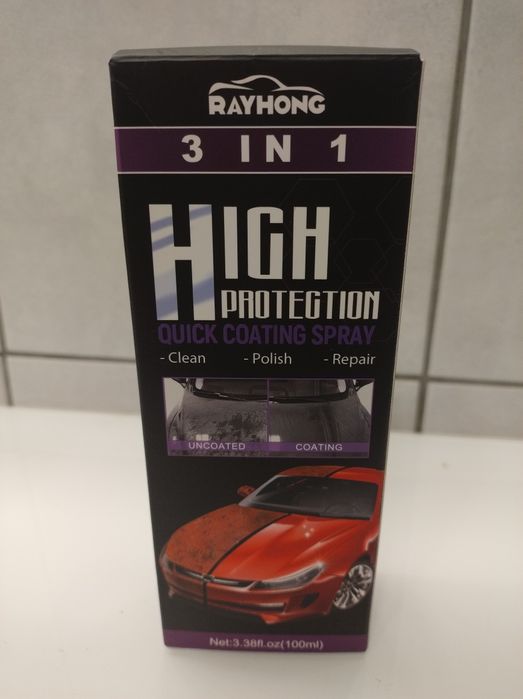 RAYHONG
3 IN 1
HIGH
PROTECTION
QUICK COATING SPRAY
- Clean - Polish - Repair
UNCOATED COATING
Net:3.38fl.oz(100ml)